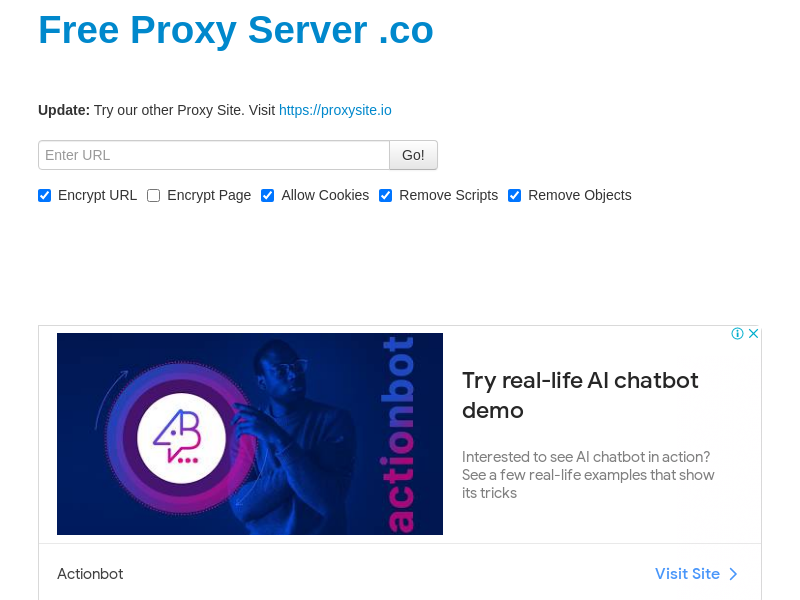 Free Proxy Server .co
Update: Try our other Proxy Site. Visit https://proxysite.io
Enter URL
Go!
Encrypt URL
Encrypt Page
Allow Cookies
Remove Scripts
Remove Objects
actionbot
Try real-life AI chatbot
demo
Interested to see AI chatbot in action?
See a few real-life examples that show
its tricks
Actionbot
Visit Site